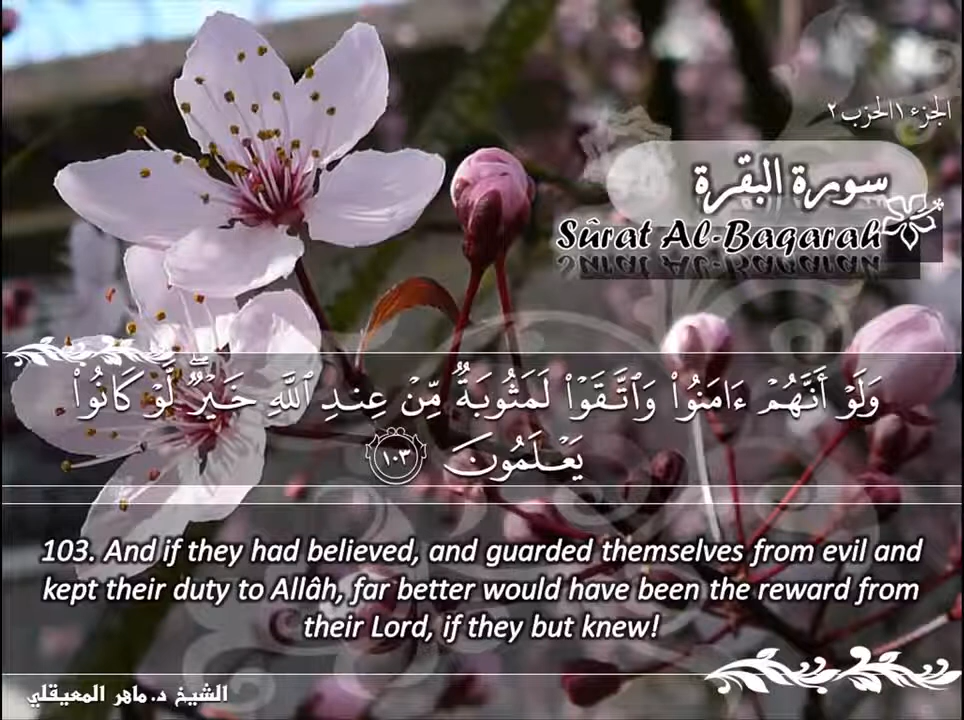 الجزء ١ الحزب ٢
سورة البقرة
Sûrat Al-Baqarah
وَلَوْ أَنَّهُمْ ءَامَنُوا۟ وَٱتَّقَوْا۟ لَمَثُوبَةٌ مِّنْ عِندِ ٱللَّهِ خَيْرٌ ۖ لَّوْ كَانُوا۟
يَعْلَمُونَ ١٠٣
103. And if they had believed, and guarded themselves from evil and
kept their duty to Allâh, far better would have been the reward from
their Lord, if they but knew!
الشيخ د. ماهر المعيقلي